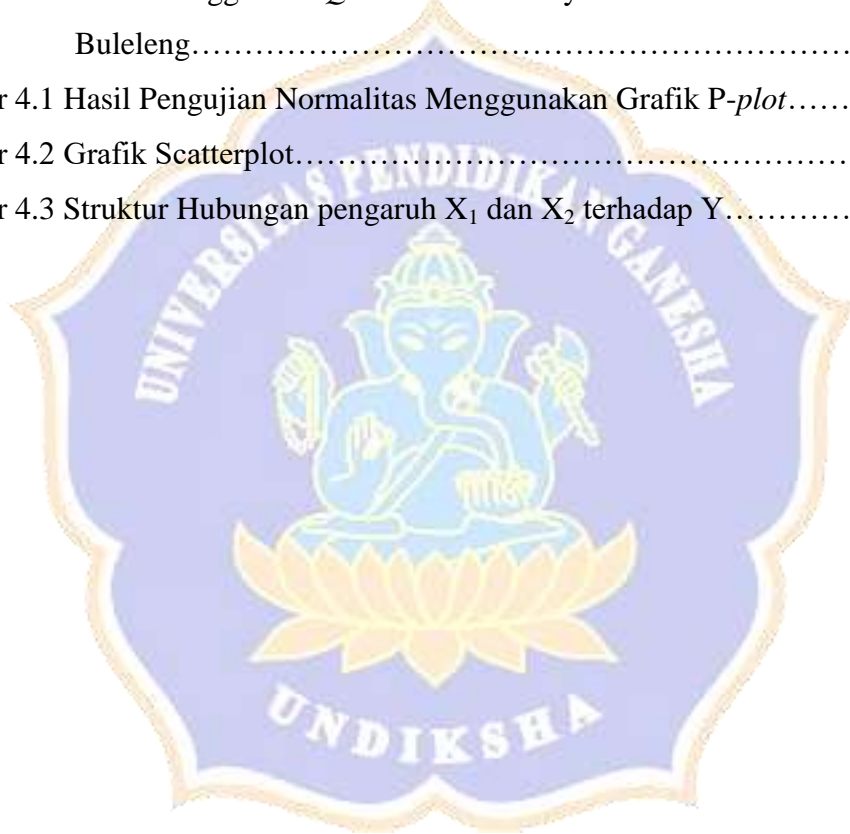 Buleleng……………………………………………………
r 4.1 Hasil Pengujian Normalitas Menggunakan Grafik P-plot……
r 4.2 Grafik Scatterplot……………………………………………
r 4.3 Struktur Hubungan pengaruh X₁ dan X₂ terhadap Y…………
UNIVERSITAS PENDIDIKAN GANESHA
UNDIKSHA